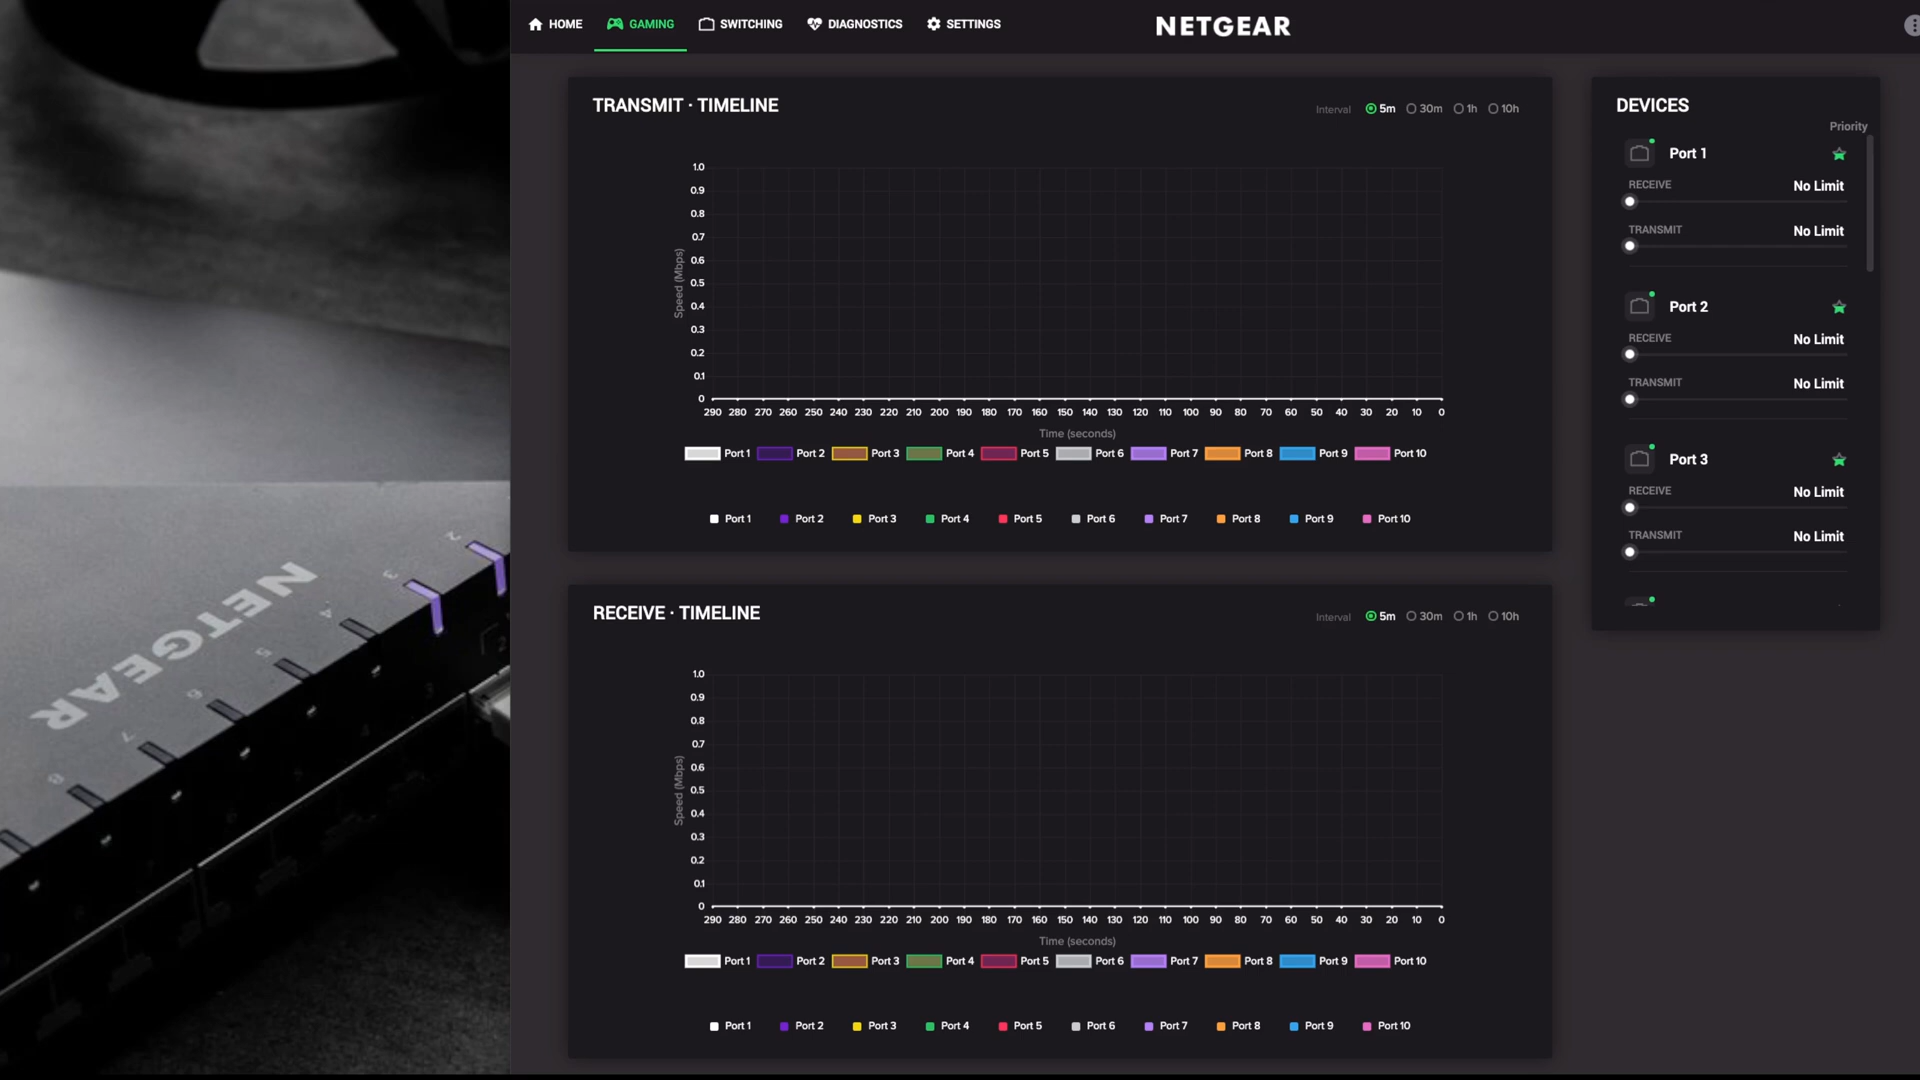 HOME GAMING SWITCHING DIAGNOSTICS SETTINGS NETGEAR
TRANSMIT · TIMELINE
Interval 5m 30m 1h 10h
1.0
0.9
0.8
0.7
0.6
0.5
0.4
0.3
0.2
0.1
0
Speed (Mbps)
290 280 270 260 250 240 230 220 210 200 190 180 170 160 150 140 130 120 110 100 90 80 70 60 50 40 30 20 10 0
Time (seconds)
Port 1 Port 2 Port 3 Port 4 Port 5 Port 6 Port 7 Port 8 Port 9 Port 10
Port 1 Port 2 Port 3 Port 4 Port 5 Port 6 Port 7 Port 8 Port 9 Port 10
RECEIVE · TIMELINE
Interval 5m 30m 1h 10h
1.0
0.9
0.8
0.7
0.6
0.5
0.4
0.3
0.2
0.1
0
Speed (Mbps)
290 280 270 260 250 240 230 220 210 200 190 180 170 160 150 140 130 120 110 100 90 80 70 60 50 40 30 20 10 0
Time (seconds)
Port 1 Port 2 Port 3 Port 4 Port 5 Port 6 Port 7 Port 8 Port 9 Port 10
Port 1 Port 2 Port 3 Port 4 Port 5 Port 6 Port 7 Port 8 Port 9 Port 10
DEVICES
Priority
Port 1
RECEIVE No Limit
TRANSMIT No Limit
Port 2
RECEIVE No Limit
TRANSMIT No Limit
Port 3
RECEIVE No Limit
TRANSMIT No Limit
NETGEAR
2
3
4
5
6
7
8